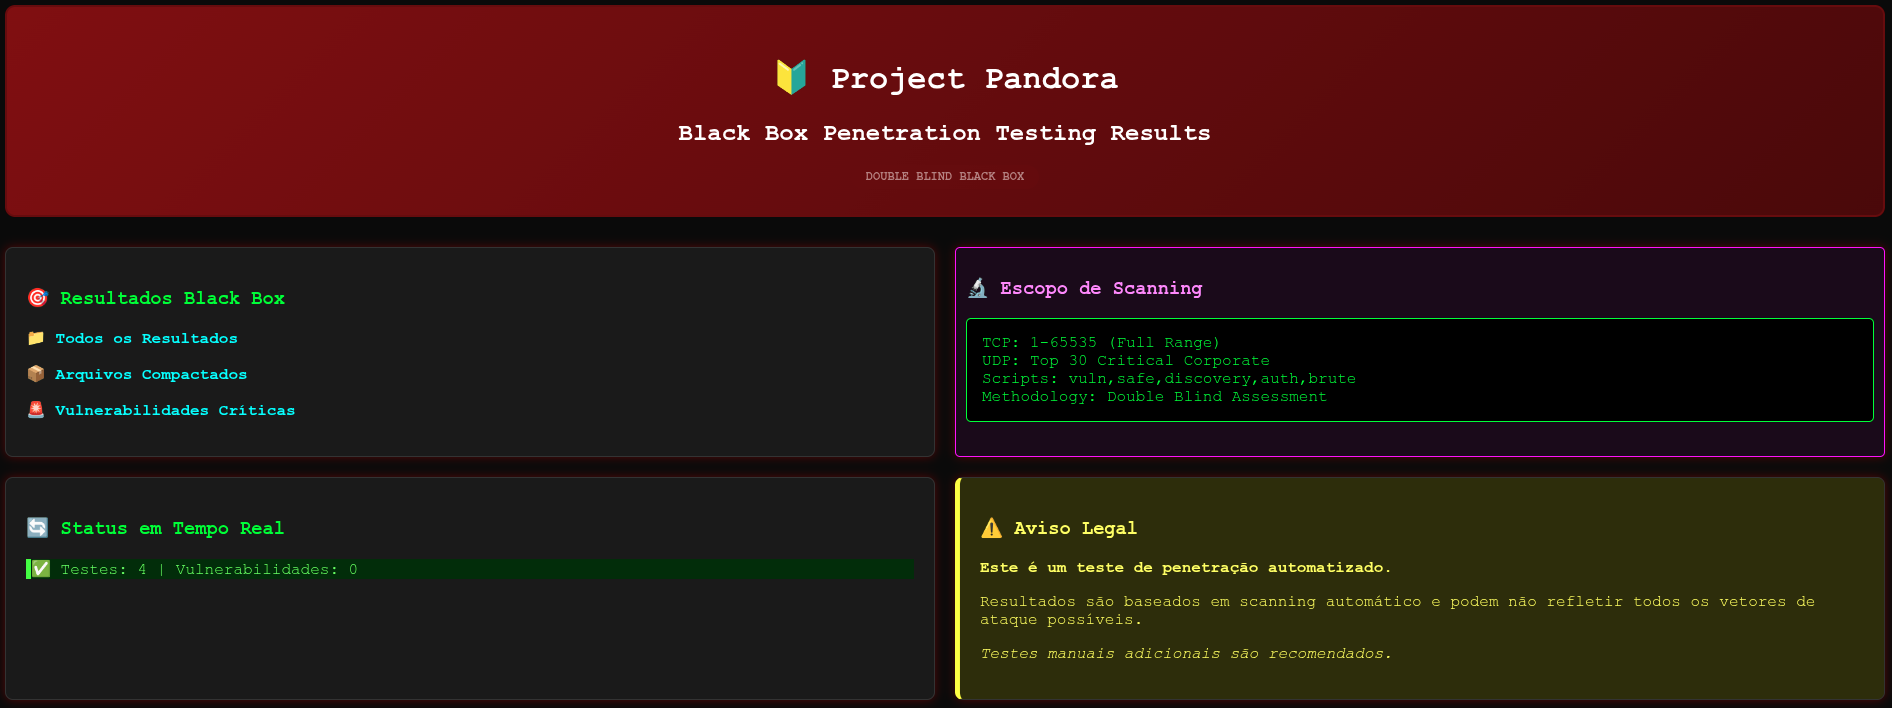 Project Pandora
Black Box Penetration Testing Results
DOUBLE BLIND BLACK BOX
Resultados Black Box
Todos os Resultados
Arquivos Compactados
Vulnerabilidades Críticas
Escopo de Scanning
TCP: 1-65535 (Full Range)
UDP: Top 30 Critical Corporate
Scripts: vuln,safe,discovery,auth,brute
Methodology: Double Blind Assessment
Status em Tempo Real
Testes: 4 | Vulnerabilidades: 0
Aviso Legal
Este é um teste de penetração automatizado.
Resultados são baseados em scanning automático e podem não refletir todos os vetores de
ataque possíveis.
Testes manuais adicionais são recomendados.